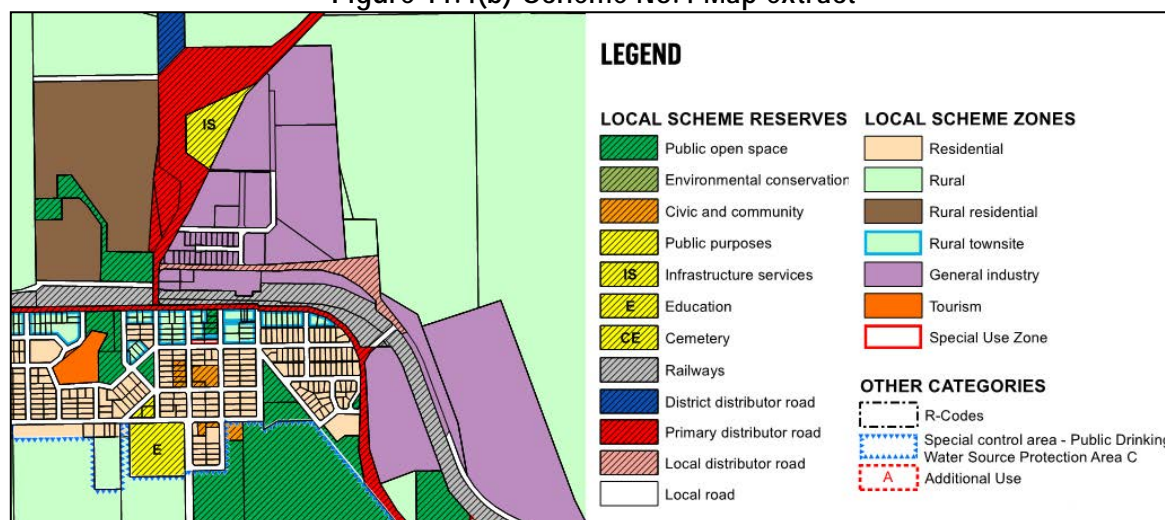 Figure 11.1(b) Scheme No.4 Map extract
LEGEND
LOCAL SCHEME RESERVES
Public open space
Environmental conservation
Civic and community
Public purposes
IS Infrastructure services
E Education
CE Cemetery
Railways
District distributor road
Primary distributor road
Local distributor road
Local road
LOCAL SCHEME ZONES
Residential
Rural
Rural residential
Rural townsite
General industry
Tourism
Special Use Zone
OTHER CATEGORIES
R-Codes
Special control area - Public Drinking
Water Source Protection Area C
A Additional Use
IS
E